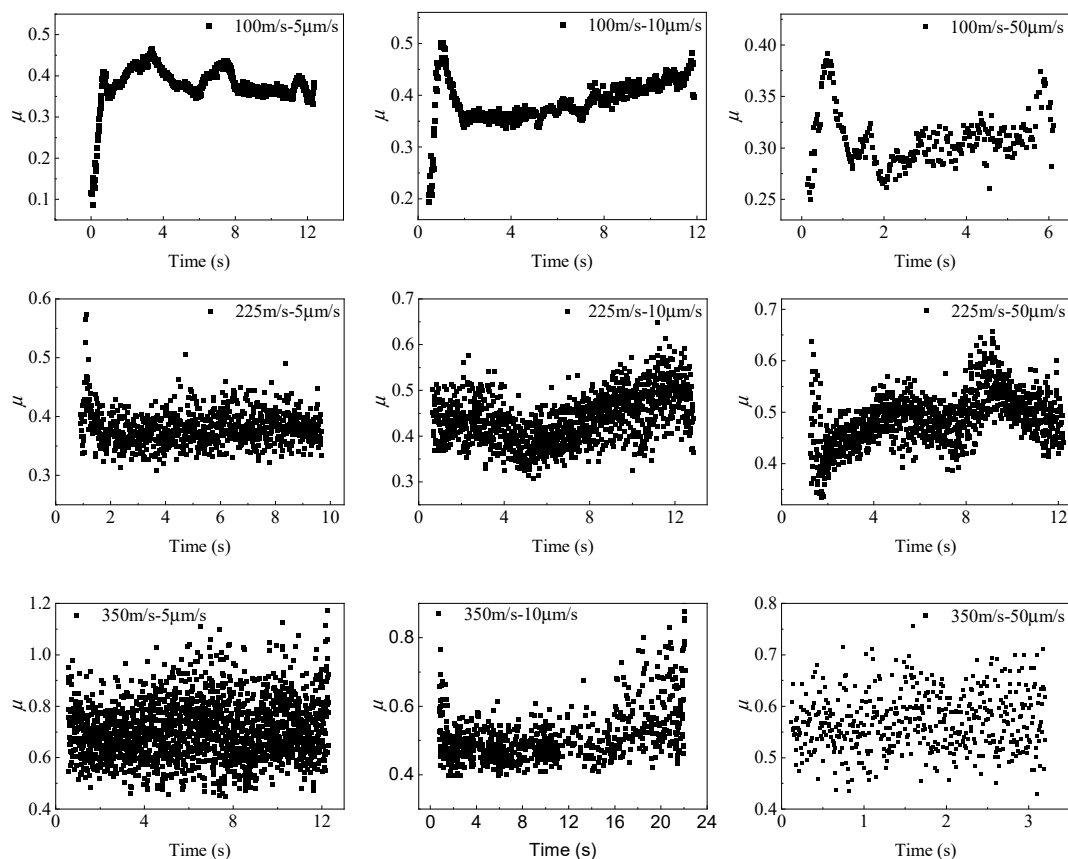 100m/s-5μm/s
0.5
0.4
0.3
0.2
0.1
μ
0 4 8 12
Time (s)
100m/s-10μm/s
0.5
0.4
0.3
0.2
μ
0 4 8 12
Time (s)
100m/s-50μm/s
0.40
0.35
0.30
0.25
μ
0 2 4 6
Time (s)
225m/s-5μm/s
0.6
0.5
0.4
0.3
μ
0 2 4 6 8 10
Time (s)
225m/s-10μm/s
0.7
0.6
0.5
0.4
0.3
μ
0 4 8 12
Time (s)
225m/s-50μm/s
0.7
0.6
0.5
0.4
μ
0 4 8 12
Time (s)
350m/s-5μm/s
1.2
1.0
0.8
0.6
0.4
μ
0 4 8 12
Time (s)
350m/s-10μm/s
0.8
0.6
0.4
μ
0 4 8 12 16 20 24
Time (s)
350m/s-50μm/s
0.8
0.7
0.6
0.5
0.4
μ
0 1 2 3
Time (s)